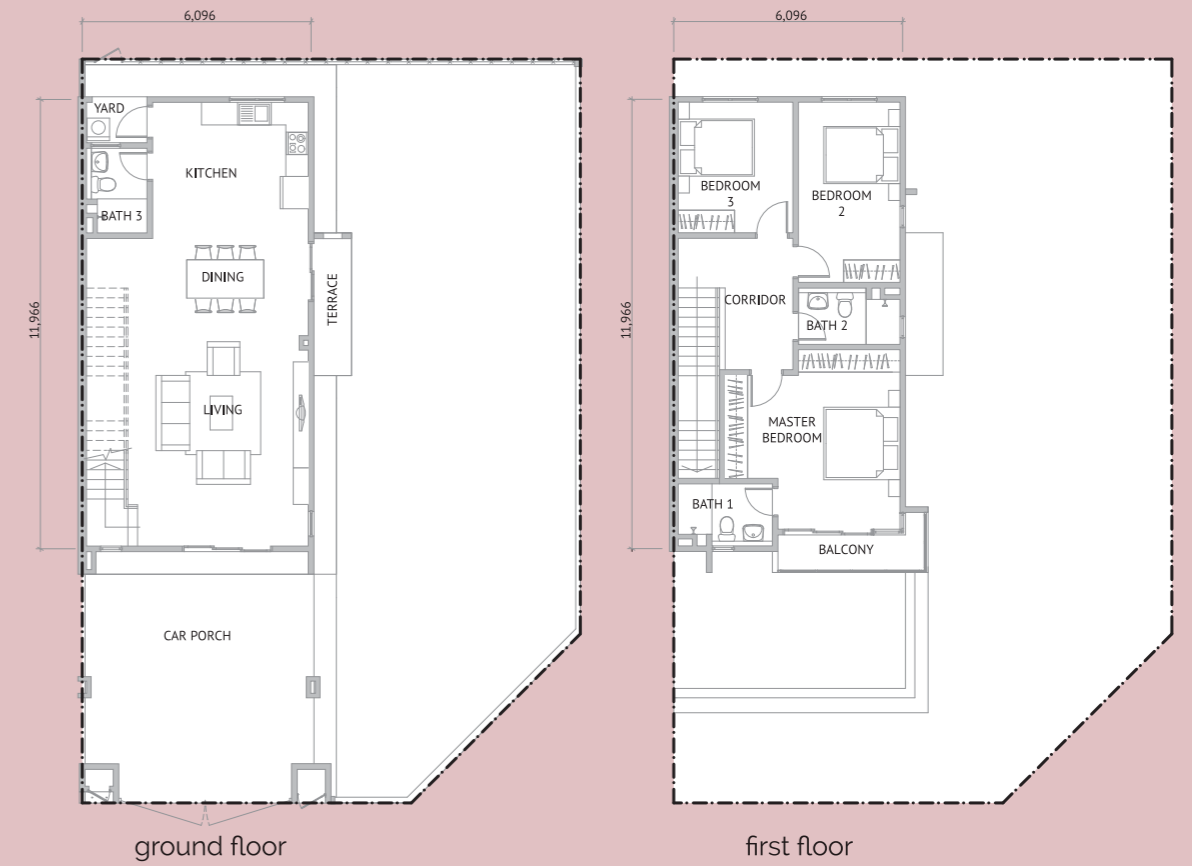 6,096
YARD
KITCHEN
BATH 3
DINING
TERRACE
11,966
LIVING
CAR PORCH
ground floor
6,096
BEDROOM
3
BEDROOM
2
CORRIDOR
11,966
BATH 2
MASTER
BEDROOM
BATH 1
BALCONY
first floor